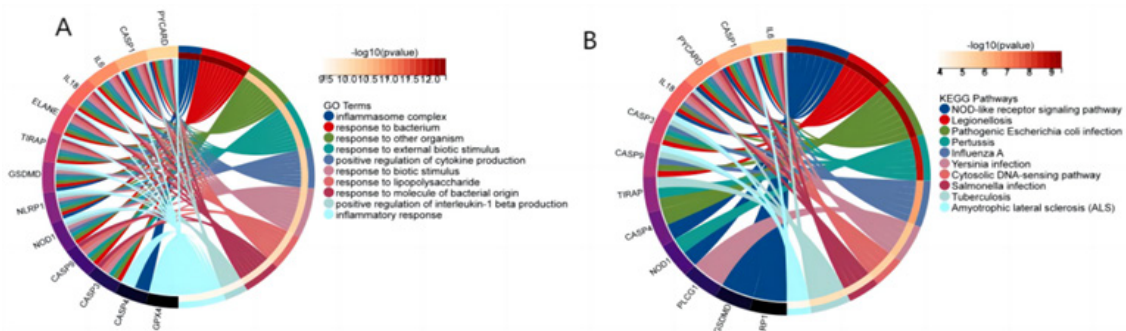 A
PYCARD
CASP1
IL6
IL18
ELANE
TIRAP
GSDMD
NLRP1
NOD1
CASP9
CASP3
CASP4
GPX4
-log10(pvalue)
GO Terms
inflammasome complex
response to bacterium
response to other organism
response to external biotic stimulus
positive regulation of cytokine production
response to biotic stimulus
response to lipopolysaccharide
response to molecule of bacterial origin
positive regulation of interleukin-1 beta production
inflammatory response
B
IL6
CASP1
PYCARD
IL18
CASP3
CASP9
TIRAP
CASP4
NOD1
PLCG1
GSDMD
RP1
-log10(pvalue)
4 5 6 7 8 9
KEGG Pathways
NOD-like receptor signaling pathway
Legionellosis
Pathogenic Escherichia coli infection
Pertussis
Influenza A
Yersinia infection
Cytosolic DNA-sensing pathway
Salmonella infection
Tuberculosis
Amyotrophic lateral sclerosis (ALS)